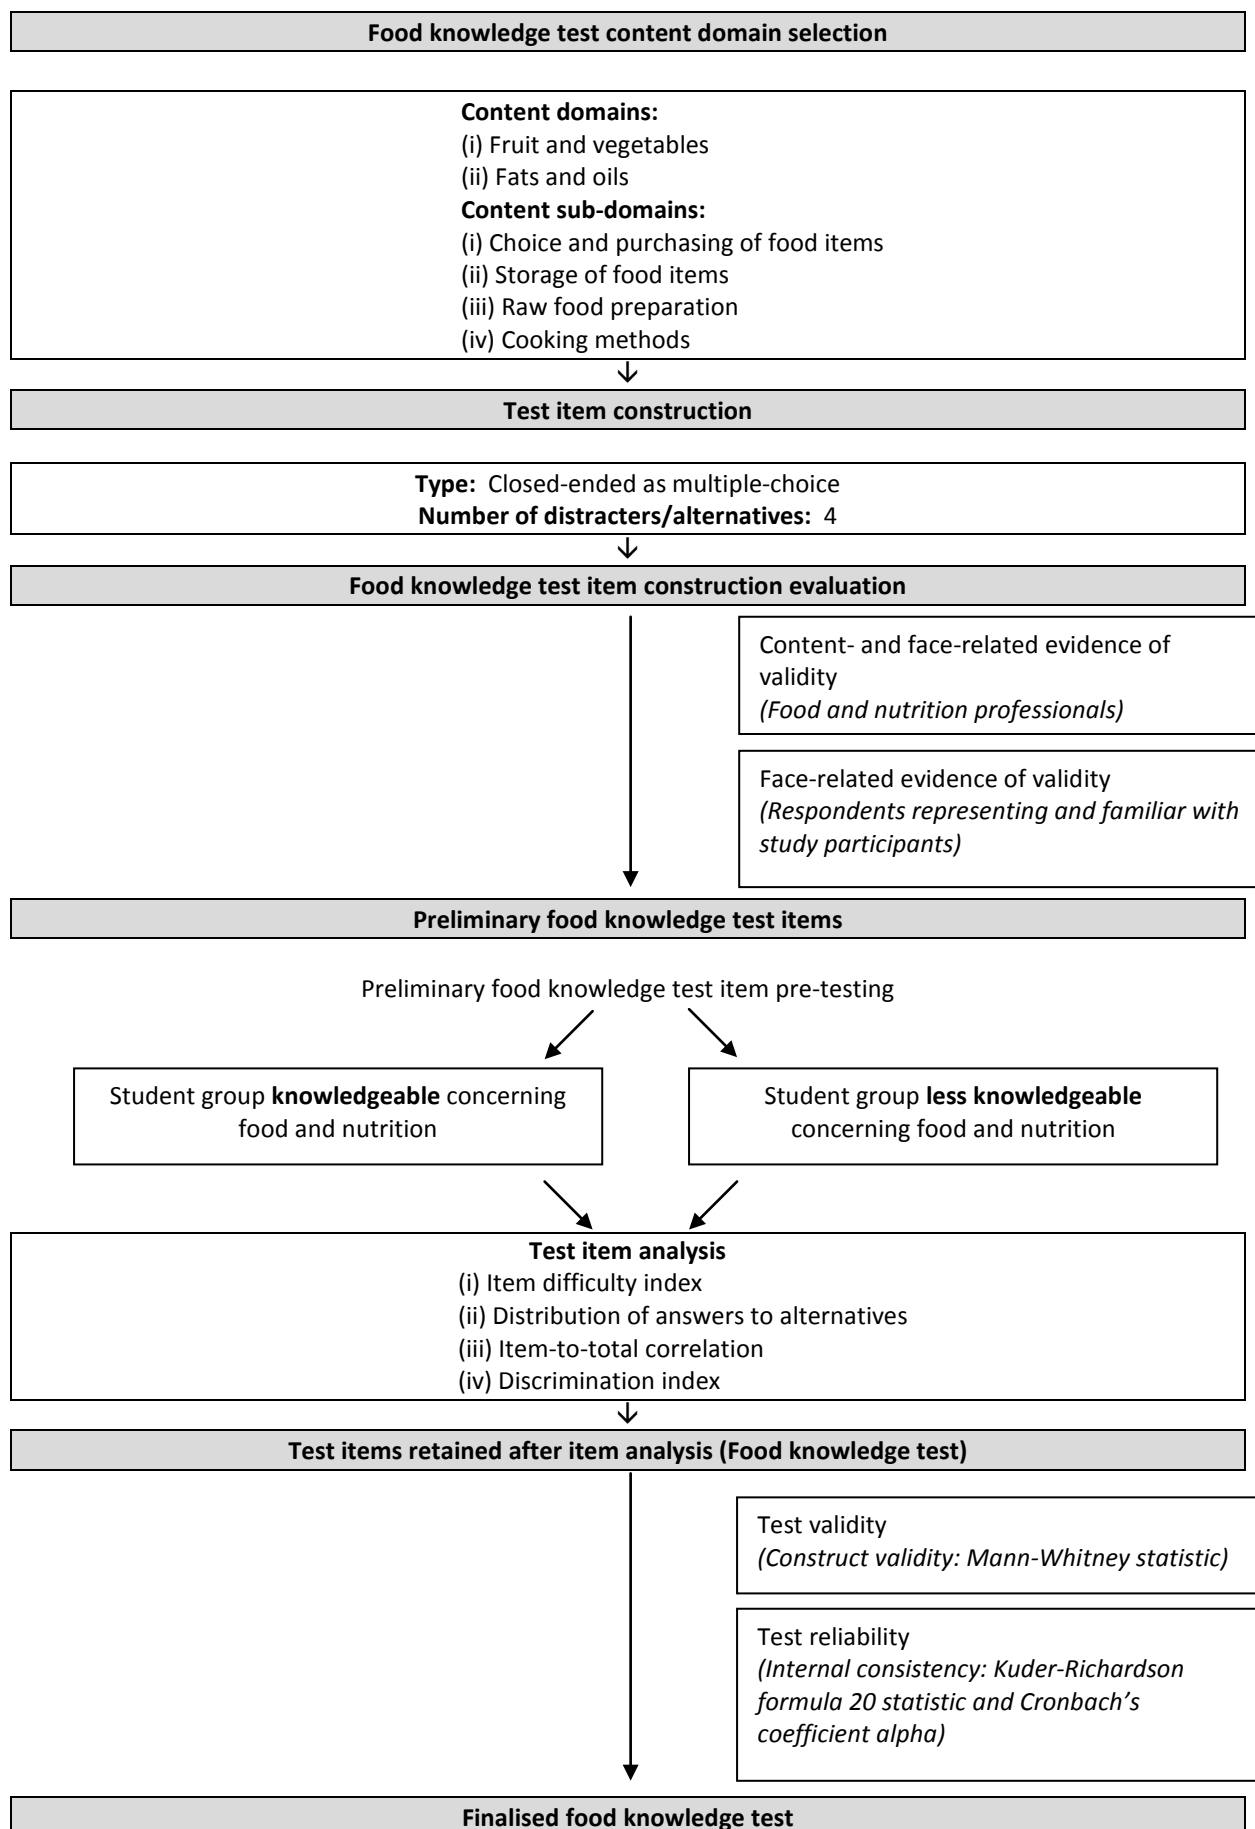 Food knowledge test content domain selection
Content domains:
(i) Fruit and vegetables
(ii) Fats and oils
Content sub-domains:
(i) Choice and purchasing of food items
(ii) Storage of food items
(iii) Raw food preparation
(iv) Cooking methods
Test item construction
Type:  Closed-ended as multiple-choice
Number of distracters/alternatives:  4
Food knowledge test item construction evaluation
Content- and face-related evidence of
validity
(Food and nutrition professionals)
Face-related evidence of validity
(Respondents representing and familiar with
study participants)
Preliminary food knowledge test items
Preliminary food knowledge test item pre-testing
Student group knowledgeable concerning
food and nutrition
Student group less knowledgeable
concerning food and nutrition
Test item analysis
(i) Item difficulty index
(ii) Distribution of answers to alternatives
(iii) Item-to-total correlation
(iv) Discrimination index
Test items retained after item analysis (Food knowledge test)
Test validity
(Construct validity: Mann-Whitney statistic)
Test reliability
(Internal consistency: Kuder-Richardson
formula 20 statistic and Cronbach’s
coefficient alpha)
Finalised food knowledge test